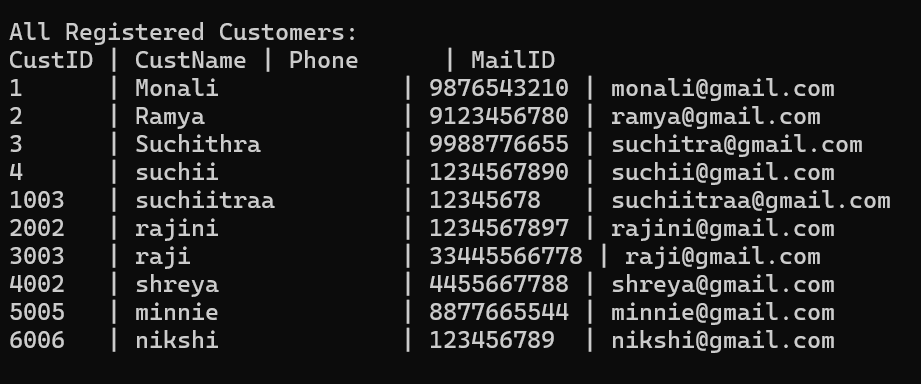 All Registered Customers:
CustID | CustName | Phone      | MailID
1      | Monali             | 9876543210 | monali@gmail.com
2      | Ramya              | 9123456780 | ramya@gmail.com
3      | Suchithra          | 9988776655 | suchitra@gmail.com
4      | suchii             | 1234567890 | suchii@gmail.com
1003   | suchiitraa         | 12345678   | suchiitraa@gmail.com
2002   | rajini             | 1234567897 | rajini@gmail.com
3003   | raji               | 33445566778 | raji@gmail.com
4002   | shreya             | 4455667788 | shreya@gmail.com
5005   | minnie             | 8877665544 | minnie@gmail.com
6006   | nikshi             | 123456789  | nikshi@gmail.com